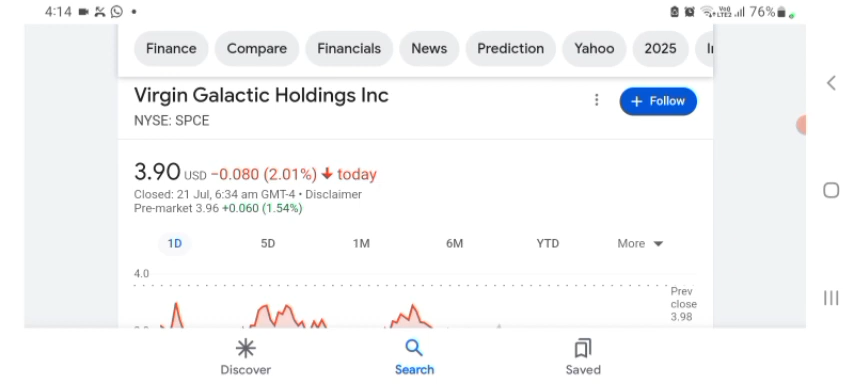 4:14 76%
Finance Compare Financials News Prediction Yahoo 2025
Virgin Galactic Holdings Inc
+ Follow
NYSE: SPCE
3.90 USD −0.080 (2.01%) today
Closed: 21 Jul, 6:34 am GMT-4 • Disclaimer
Pre-market 3.96 +0.060 (1.54%)
1D 5D 1M 6M YTD More
4.0
Prev
close
3.98
Discover Search Saved